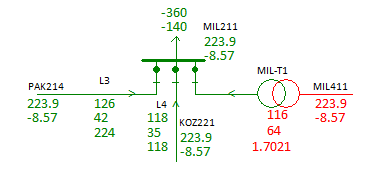 -360
-140
MIL211
223.9
-8.57
PAK214
223.9
-8.57
L3
126
42
224
L4
118
35
118
KOZ221
223.9
-8.57
MIL-T1
116
64
1.7021
MIL411
223.9
-8.57